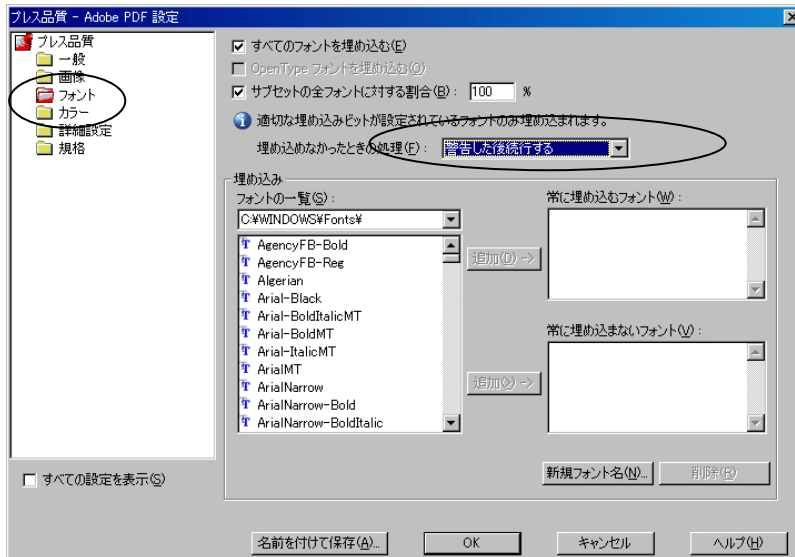 プレス品質 - Adobe PDF 設定
プレス品質
一般
画像
フォント
カラー
詳細設定
規格
すべての設定を表示(S)
すべてのフォントを埋め込む(E)
OpenType フォントを埋め込む(O)
サブセットの全フォントに対する割合(B): 100 %
適切な埋め込みビットが設定されているフォントのみ埋め込まれます。
埋め込めなかったときの処理(F): 警告した後続行する
埋め込み
フォントの一覧(S):
C:¥WINDOWS¥Fonts¥
AgencyFB-Bold
AgencyFB-Reg
Algerian
Arial-Black
Arial-BoldItalicMT
Arial-BoldMT
Arial-ItalicMT
ArialMT
ArialNarrow
ArialNarrow-Bold
ArialNarrow-BoldItalic
追加(D) ->
追加(X) ->
常に埋め込むフォント(W):
常に埋め込まないフォント(V):
新規フォント名(N)...
削除(R)
名前を付けて保存(A)...
OK
キャンセル
ヘルプ(H)